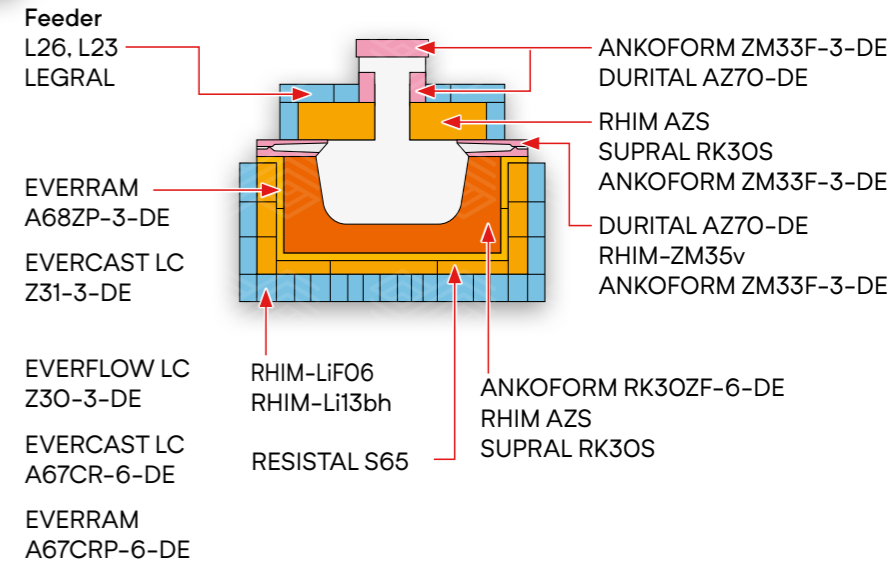 Feeder
L26, L23
LEGRAL
EVERRAM
A68ZP-3-DE
EVERCAST LC
Z31-3-DE
EVERFLOW LC
Z30-3-DE
EVERCAST LC
A67CR-6-DE
EVERRAM
A67CRP-6-DE
RHIM-LiF06
RHIM-Li13bh
RESISTAL S65
ANKOFORM ZM33F-3-DE
DURITAL AZ70-DE
RHIM AZS
SUPRAL RK30S
ANKOFORM ZM33F-3-DE
DURITAL AZ70-DE
RHIM-ZM35v
ANKOFORM ZM33F-3-DE
ANKOFORM RK30ZF-6-DE
RHIM AZS
SUPRAL RK30S